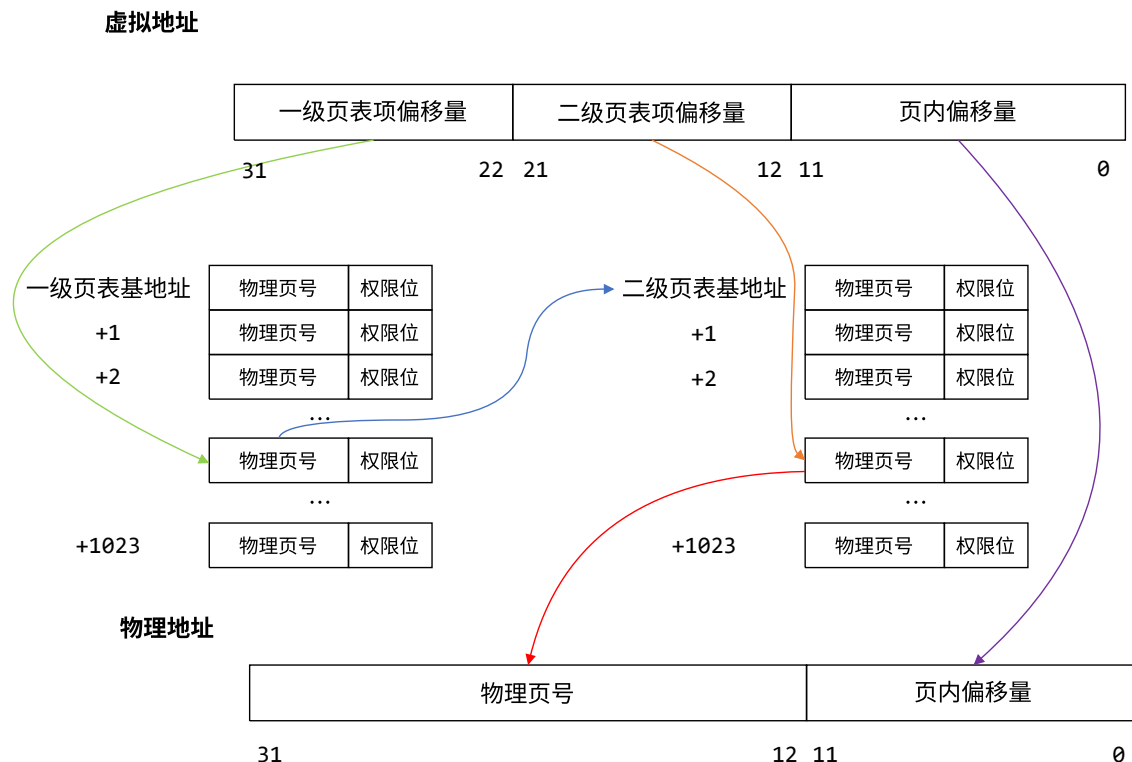 虚拟地址
一级页表项偏移量 二级页表项偏移量 页内偏移量
31 22 21 12 11 0
一级页表基地址 物理页号 权限位 二级页表基地址 物理页号 权限位
+1 物理页号 权限位 +1 物理页号 权限位
+2 物理页号 权限位 +2 物理页号 权限位
... ...
物理页号 权限位 物理页号 权限位
... ...
+1023 物理页号 权限位 +1023 物理页号 权限位
物理地址
物理页号 页内偏移量
31 12 11 0